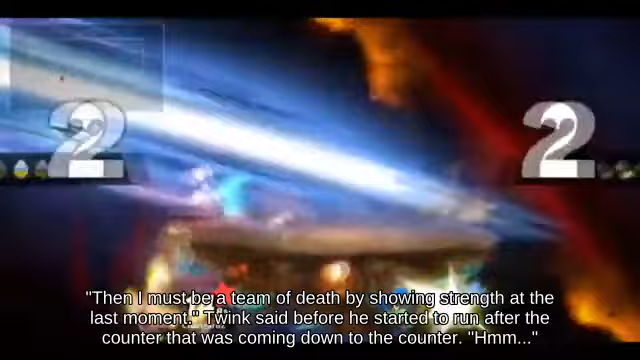 2 2
"Then I must be a team of death by showing strength at the
last moment." Twink said before he started to run after the
counter that was coming down to the counter. "Hmm..."